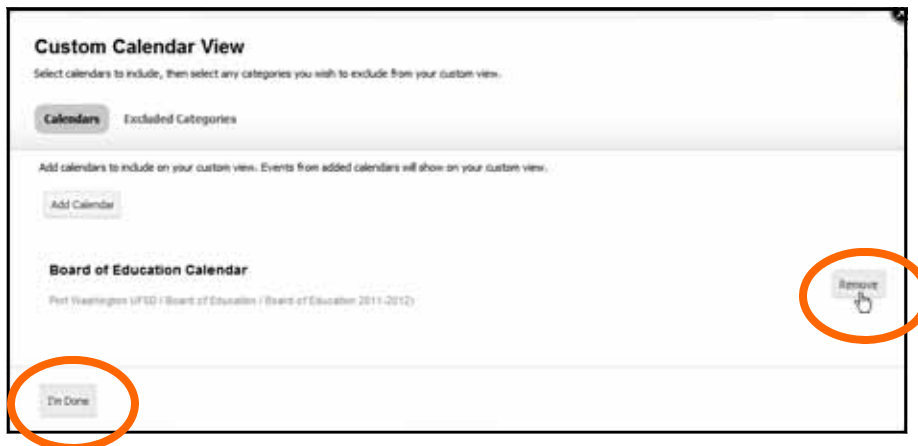 Custom Calendar View
Select calendars to include, then select any categories you wish to exclude from your custom view.
Calendars Excluded Categories
Add calendars to include on your custom view. Events from added calendars will show on your custom view.
Add Calendar
Board of Education Calendar
Port Washington UFSD / Board of Education / Board of Education 2011-2012)
Remove
I'm Done